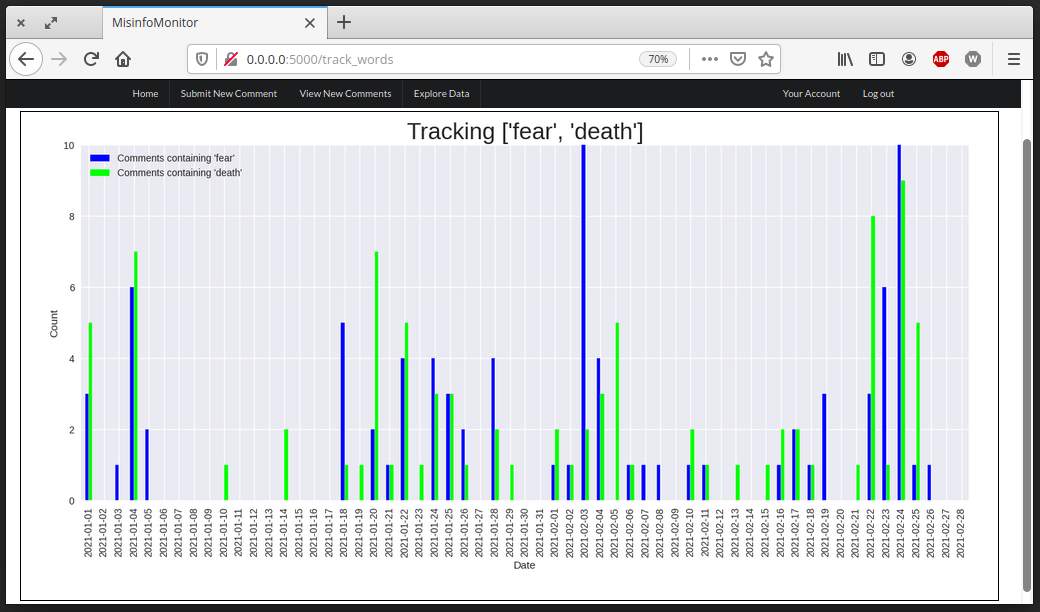 MisinfoMonitor
0.0.0.0:5000/track_words 70% ABP W
Home Submit New Comment View New Comments Explore Data Your Account Log out
Tracking ['fear', 'death']
Comments containing 'fear'
Comments containing 'death'
10
8
6
4
2
0
Count
2021-01-01 2021-01-02 2021-01-03 2021-01-04 2021-01-05 2021-01-06 2021-01-07 2021-01-08 2021-01-09 2021-01-10 2021-01-11 2021-01-12 2021-01-13 2021-01-14 2021-01-15 2021-01-16 2021-01-17 2021-01-18 2021-01-19 2021-01-20 2021-01-21 2021-01-22 2021-01-23 2021-01-24 2021-01-25 2021-01-26 2021-01-27 2021-01-28 2021-01-29 2021-01-30 2021-01-31 2021-02-01 2021-02-02 2021-02-03 2021-02-04 2021-02-05 2021-02-06 2021-02-07 2021-02-08 2021-02-09 2021-02-10 2021-02-11 2021-02-12 2021-02-13 2021-02-14 2021-02-15 2021-02-16 2021-02-17 2021-02-18 2021-02-19 2021-02-20 2021-02-21 2021-02-22 2021-02-23 2021-02-24 2021-02-25 2021-02-26 2021-02-27 2021-02-28
Date